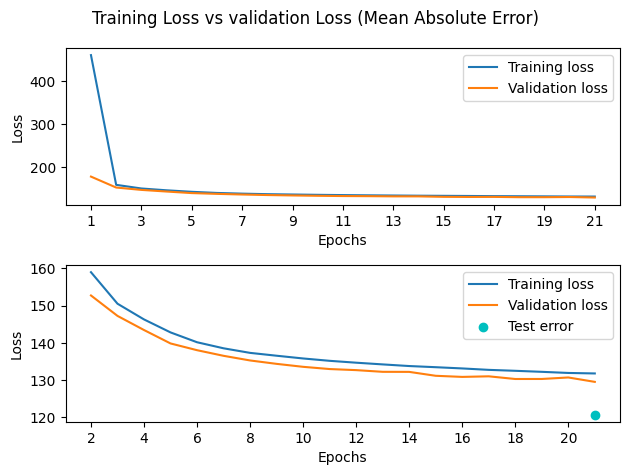 Training Loss vs validation Loss (Mean Absolute Error)
Training loss
Validation loss
400
300
200
Loss
1 3 5 7 9 11 13 15 17 19 21
Epochs
Training loss
Validation loss
Test error
160
150
140
130
120
Loss
2 4 6 8 10 12 14 16 18 20
Epochs